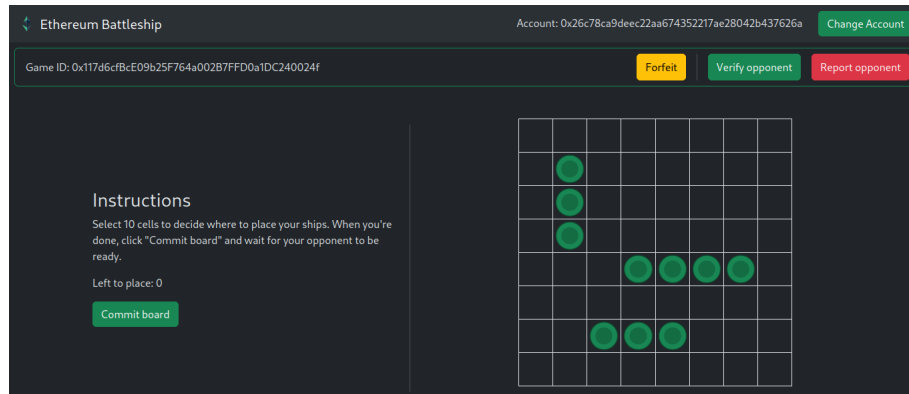 Ethereum Battleship
Account: 0x26c78ca9deec22aa674352217ae28042b437626a
Change Account
Game ID: 0x117d6cfBcE09b25F764a002B7FFD0a1DC240024f
Forfeit
Verify opponent
Report opponent
Instructions
Select 10 cells to decide where to place your ships. When you're
done, click "Commit board" and wait for your opponent to be
ready.
Left to place: 0
Commit board